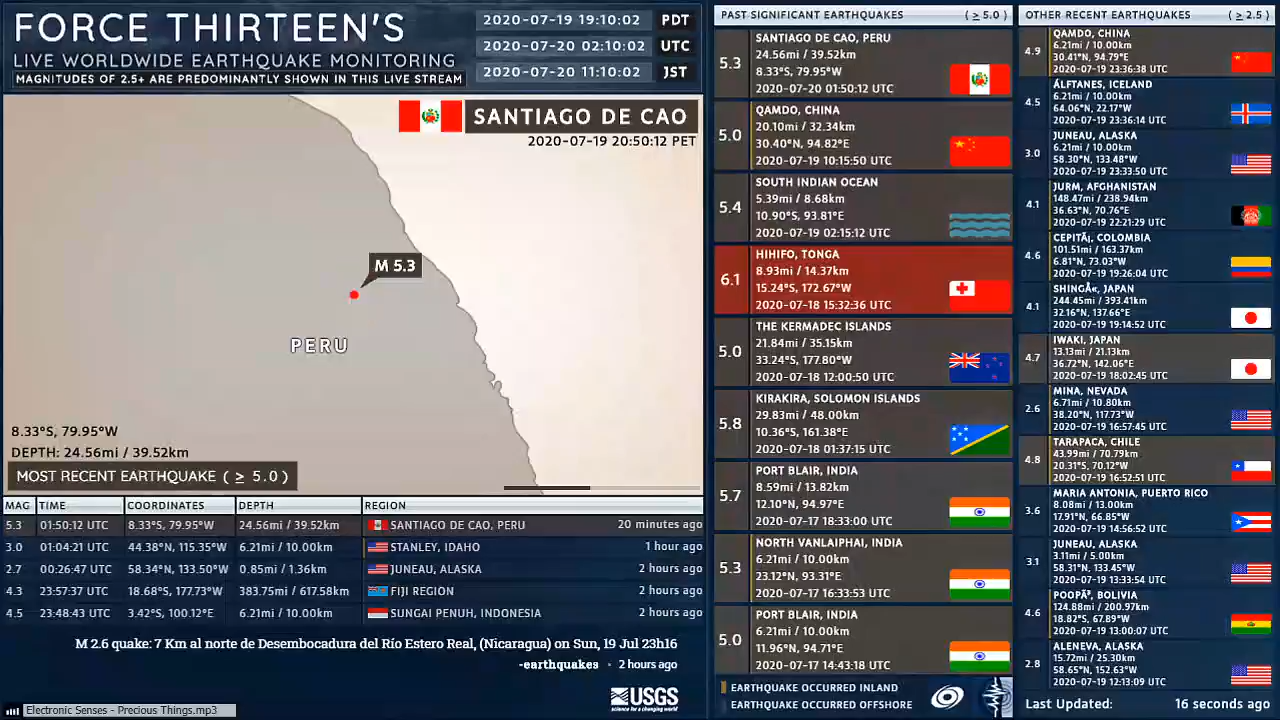 FORCE THIRTEEN'S
LIVE WORLDWIDE EARTHQUAKE MONITORING
MAGNITUDES OF 2.5+ ARE PREDOMINANTLY SHOWN IN THIS LIVE STREAM
2020-07-19 19:10:02 PDT
2020-07-20 02:10:02 UTC
2020-07-20 11:10:02 JST
SANTIAGO DE CAO
2020-07-19 20:50:12 PET
M 5.3
PERU
8.33°S, 79.95°W
DEPTH: 24.56mi / 39.52km
MOST RECENT EARTHQUAKE ( ≥ 5.0 )
MAG TIME COORDINATES DEPTH REGION
5.3 01:50:12 UTC 8.33°S, 79.95°W 24.56mi / 39.52km SANTIAGO DE CAO, PERU 20 minutes ago
3.0 01:04:21 UTC 44.38°N, 115.35°W 6.21mi / 10.00km STANLEY, IDAHO 1 hour ago
2.7 00:26:47 UTC 58.34°N, 133.50°W 0.85mi / 1.36km JUNEAU, ALASKA 2 hours ago
4.3 23:57:37 UTC 18.68°S, 177.73°W 383.75mi / 617.58km FIJI REGION 2 hours ago
4.5 23:48:43 UTC 3.42°S, 100.12°E 6.21mi / 10.00km SUNGAI PENUH, INDONESIA 2 hours ago
M 2.6 quake: 7 Km al norte de Desembocadura del Río Estero Real, (Nicaragua) on Sun, 19 Jul 23h16
-earthquakes • 2 hours ago
USGS
science for a changing world
Electronic Senses - Precious Things.mp3
PAST SIGNIFICANT EARTHQUAKES ( ≥ 5.0 )
5.3
SANTIAGO DE CAO, PERU
24.56mi / 39.52km
8.33°S, 79.95°W
2020-07-20 01:50:12 UTC
5.0
QAMDO, CHINA
20.10mi / 32.34km
30.40°N, 94.82°E
2020-07-19 10:15:50 UTC
5.4
SOUTH INDIAN OCEAN
5.39mi / 8.68km
10.90°S, 93.81°E
2020-07-19 02:15:12 UTC
6.1
HIHIFO, TONGA
8.93mi / 14.37km
15.24°S, 172.67°W
2020-07-18 15:32:36 UTC
5.0
THE KERMADEC ISLANDS
21.84mi / 35.15km
33.24°S, 177.80°W
2020-07-18 12:00:50 UTC
5.8
KIRAKIRA, SOLOMON ISLANDS
29.83mi / 48.00km
10.36°S, 161.38°E
2020-07-18 01:37:15 UTC
5.7
PORT BLAIR, INDIA
8.59mi / 13.82km
12.10°N, 94.97°E
2020-07-17 18:33:00 UTC
5.3
NORTH VANLAIPHAI, INDIA
6.21mi / 10.00km
23.12°N, 93.31°E
2020-07-17 16:33:53 UTC
5.0
PORT BLAIR, INDIA
6.21mi / 10.00km
11.96°N, 94.71°E
2020-07-17 14:43:18 UTC
EARTHQUAKE OCCURRED INLAND
EARTHQUAKE OCCURRED OFFSHORE
OTHER RECENT EARTHQUAKES ( ≥ 2.5 )
4.9
QAMDO, CHINA
6.21mi / 10.00km
30.41°N, 94.79°E
2020-07-19 23:36:38 UTC
4.5
ÁLFTANES, ICELAND
6.21mi / 10.00km
64.06°N, 22.17°W
2020-07-19 23:36:14 UTC
3.0
JUNEAU, ALASKA
6.21mi / 10.00km
58.30°N, 133.48°W
2020-07-19 23:33:50 UTC
4.1
JURM, AFGHANISTAN
148.47mi / 238.94km
36.63°N, 70.76°E
2020-07-19 22:21:29 UTC
4.6
CEPITÃ¡, COLOMBIA
101.51mi / 163.37km
6.81°N, 73.03°W
2020-07-19 19:26:04 UTC
4.1
SHINGÅ«, JAPAN
244.45mi / 393.41km
32.16°N, 137.66°E
2020-07-19 19:14:52 UTC
4.7
IWAKI, JAPAN
13.13mi / 21.13km
36.72°N, 142.06°E
2020-07-19 18:02:45 UTC
2.6
MINA, NEVADA
6.71mi / 10.80km
38.20°N, 117.73°W
2020-07-19 16:57:45 UTC
4.8
TARAPACA, CHILE
43.99mi / 70.79km
20.31°S, 70.12°W
2020-07-19 16:52:51 UTC
3.6
MARIA ANTONIA, PUERTO RICO
8.08mi / 13.00km
17.91°N, 66.85°W
2020-07-19 14:56:52 UTC
3.1
JUNEAU, ALASKA
3.11mi / 5.00km
58.31°N, 133.45°W
2020-07-19 13:33:54 UTC
4.6
POOPÃ³, BOLIVIA
124.88mi / 200.97km
18.82°S, 67.89°W
2020-07-19 13:00:07 UTC
2.8
ALENEVA, ALASKA
15.72mi / 25.30km
58.65°N, 152.63°W
2020-07-19 12:13:09 UTC
Last Updated: 16 seconds ago